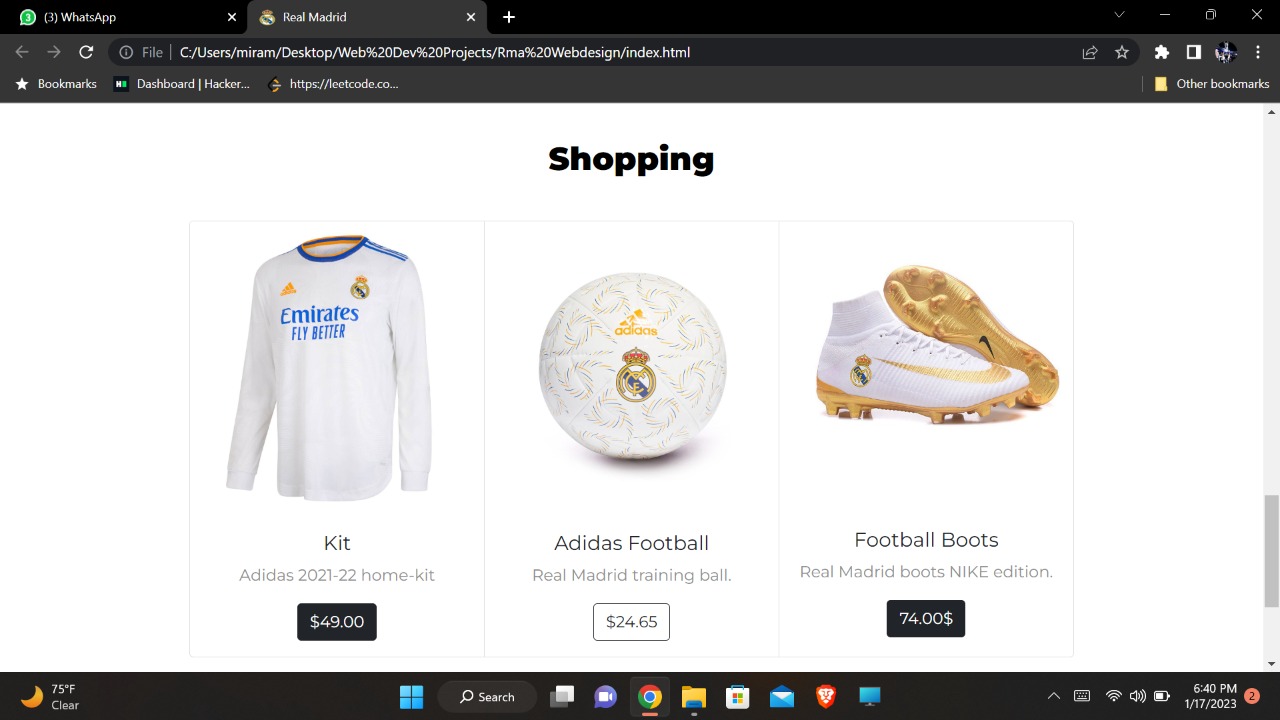 3
(3) WhatsApp
Real Madrid
File
C:/Users/miram/Desktop/Web%20Dev%20Projects/Rma%20Webdesign/index.html
Bookmarks
Dashboard | Hacker...
https://leetcode.co...
Other bookmarks
Shopping
Emirates
FLY BETTER
adidas
Kit
Adidas Football
Football Boots
Adidas 2021-22 home-kit
Real Madrid training ball.
Real Madrid boots NIKE edition.
$49.00
$24.65
74.00$
75°F
Clear
Search
6:40 PM
1/17/2023
2